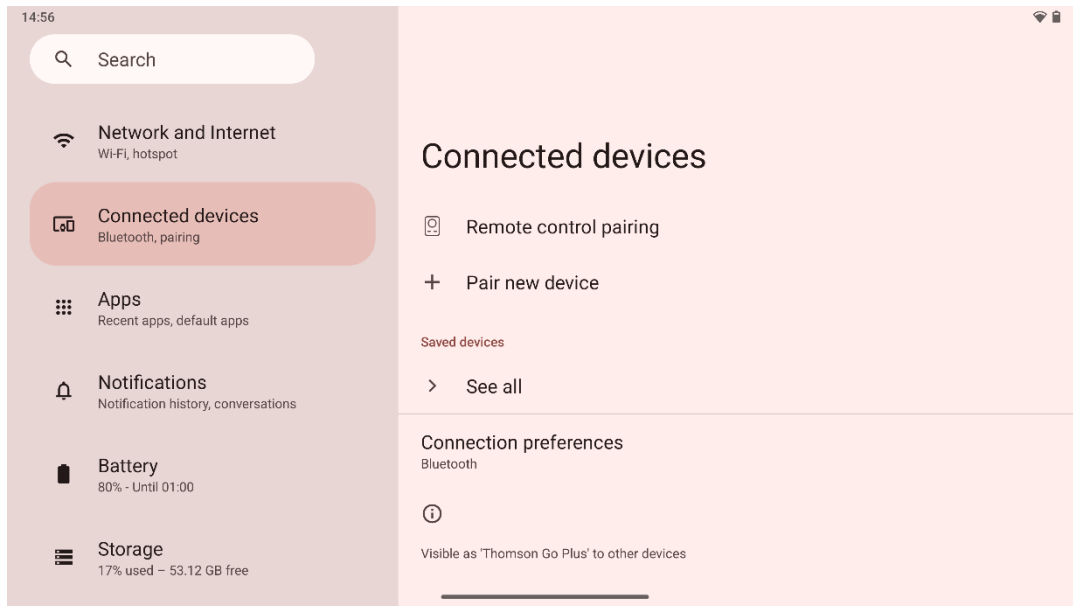 14:56
Search
Network and Internet
Wi-Fi, hotspot
Connected devices
Bluetooth, pairing
Apps
Recent apps, default apps
Notifications
Notification history, conversations
Battery
80% - Until 01:00
Storage
17% used – 53.12 GB free
Connected devices
Remote control pairing
Pair new device
Saved devices
See all
Connection preferences
Bluetooth
Visible as 'Thomson Go Plus' to other devices